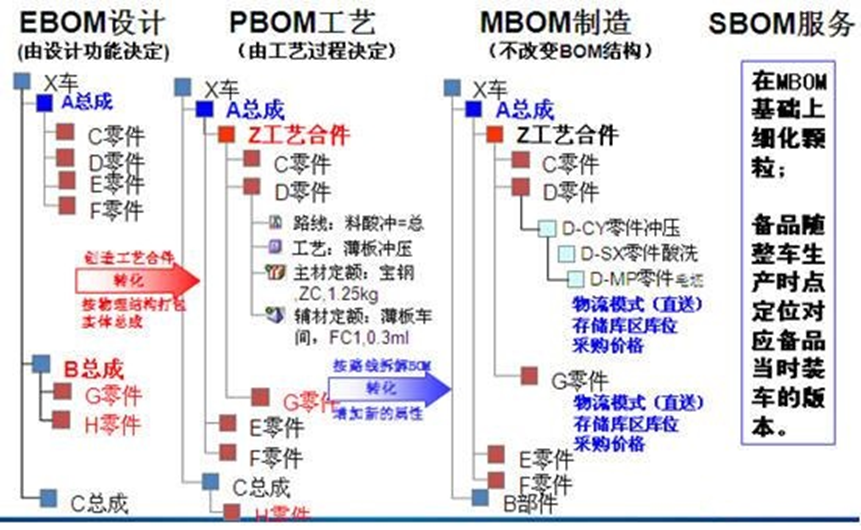 EBOM设计
(由设计功能决定)
X车
A总成
C零件
D零件
E零件
F零件
创造工艺合件
转化
按物理结构打包
实体总成
B总成
G零件
H零件
C总成
PBOM工艺
(由工艺过程决定)
X车
A总成
Z工艺合件
C零件
D零件
路线：料酸冲=总
工艺：薄板冲压
主材定额：宝钢
,ZC,1.25kg
辅材定额：薄板车
间，FC1,0.3ml
G零件
E零件
F零件
C总成
H零件
按路线拆解BOM
转化
增加新的属性
MBOM制造
(不改变BOM结构)
X车
A总成
Z工艺合件
C零件
D零件
D-CY零件冲压
D-SX零件酸洗
D-MP零件毛坯
物流模式（直送）
存储库区库位
采购价格
G零件
物流模式（直送）
存储库区库位
采购价格
E零件
F零件
B部件
SBOM服务
在MBOM
基础上
细化颗
粒；
备品随
整车生
产时点
定位对
应备品
当时装
车的版
本。